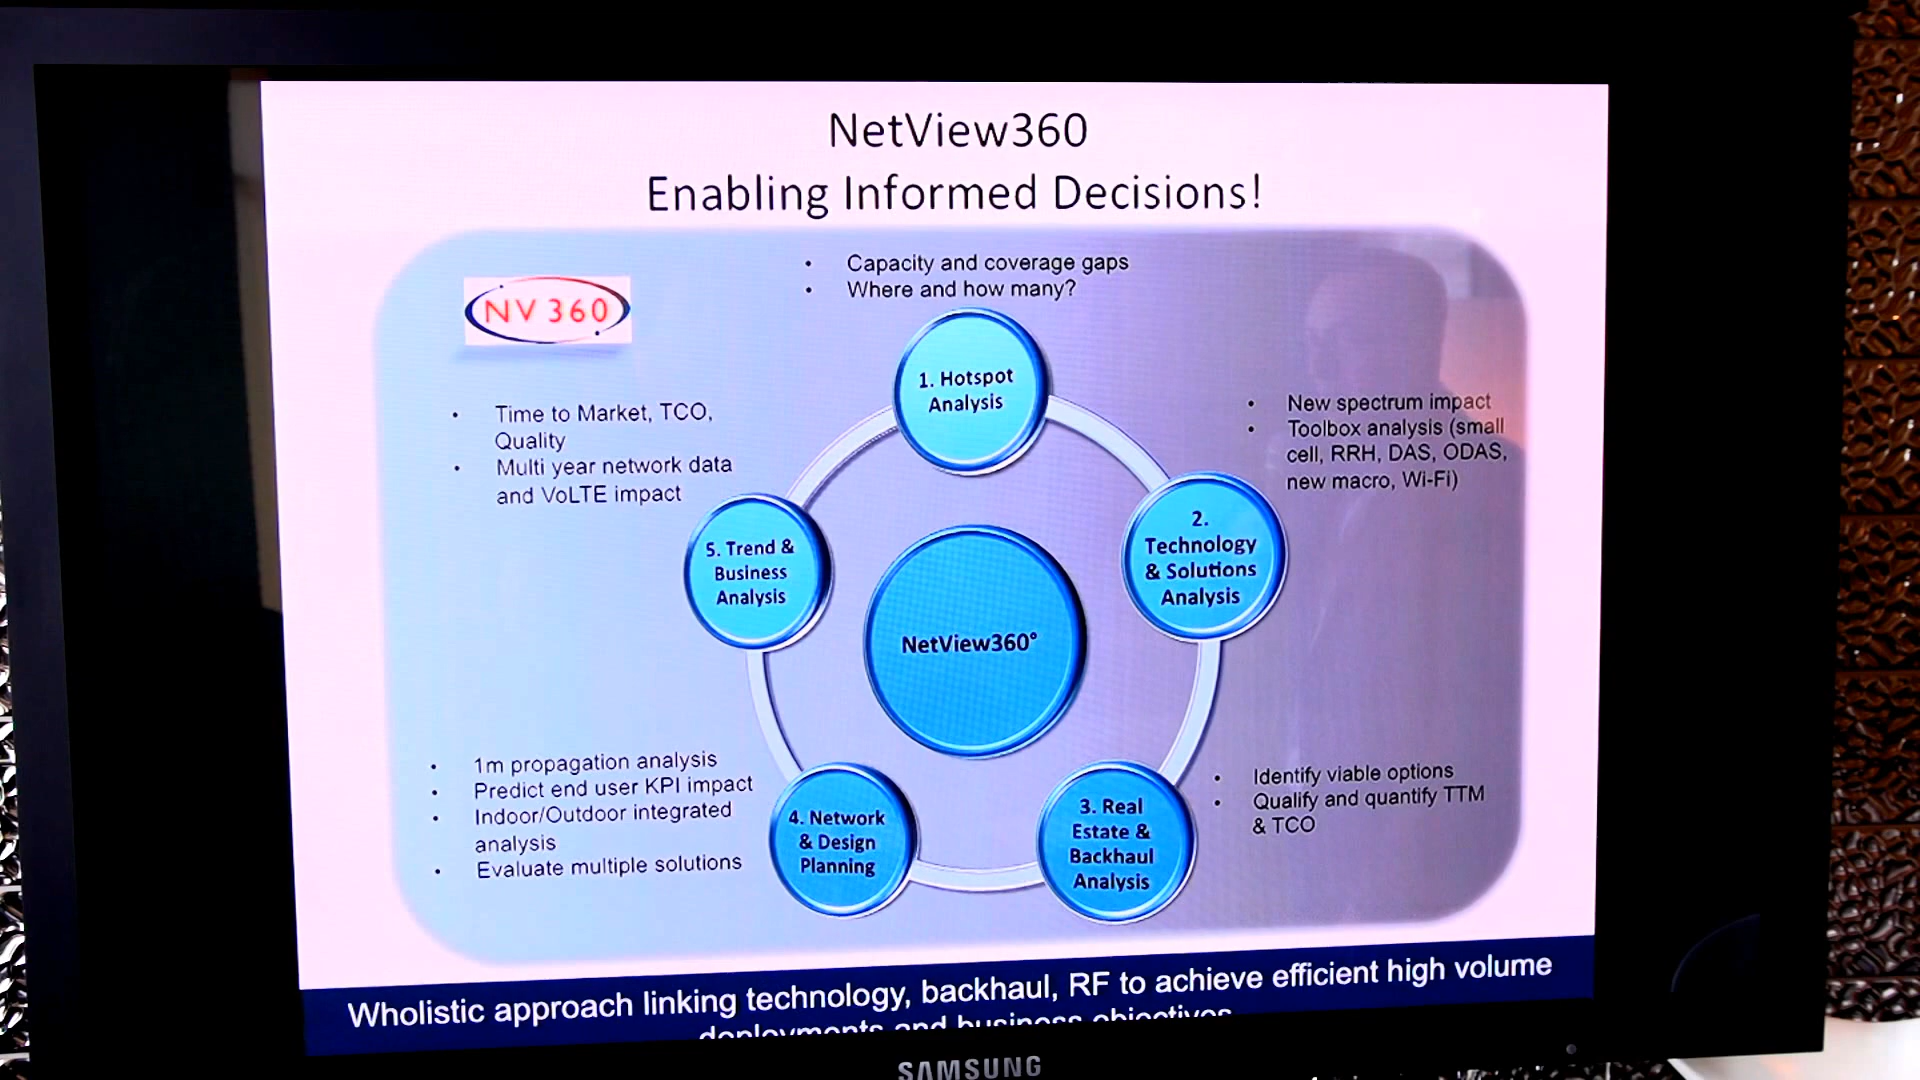 NetView360
Enabling Informed Decisions!
NV 360
• Capacity and coverage gaps
• Where and how many?
1. Hotspot
Analysis
• New spectrum impact
• Toolbox analysis (small
cell, RRH, DAS, ODAS,
new macro, Wi-Fi)
2.
Technology
& Solutions
Analysis
• Identify viable options
• Qualify and quantify TTM
& TCO
3. Real
Estate &
Backhaul
Analysis
• 1m propagation analysis
• Predict end user KPI impact
• Indoor/Outdoor integrated
analysis
• Evaluate multiple solutions
4. Network
& Design
Planning
• Time to Market, TCO,
Quality
• Multi year network data
and VoLTE impact
5. Trend &
Business
Analysis
NetView360°
Wholistic approach linking technology, backhaul, RF to achieve efficient high volume
deployments and business objectives
SAMSUNG